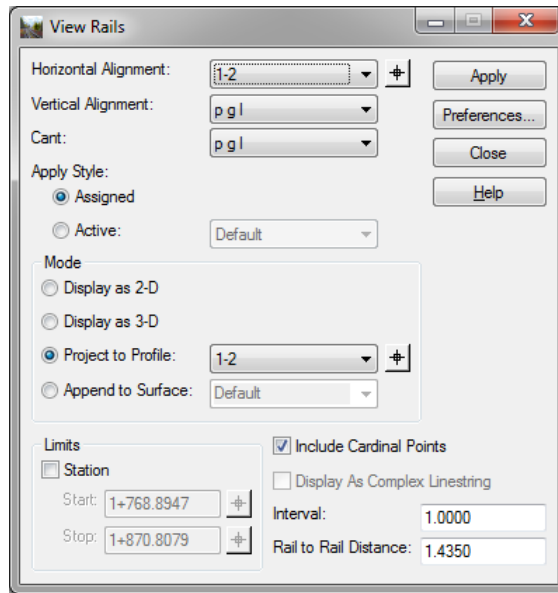 View Rails
Horizontal Alignment: 1-2
Apply
Vertical Alignment: p g l
Preferences...
Cant: p g l
Close
Apply Style:
Help
Assigned
Active: Default
Mode
Display as 2-D
Display as 3-D
Project to Profile: 1-2
Append to Surface: Default
Limits
Include Cardinal Points
Station
Display As Complex Linestring
Start: 1+768.8947
Interval: 1.0000
Stop: 1+870.8079
Rail to Rail Distance: 1.4350